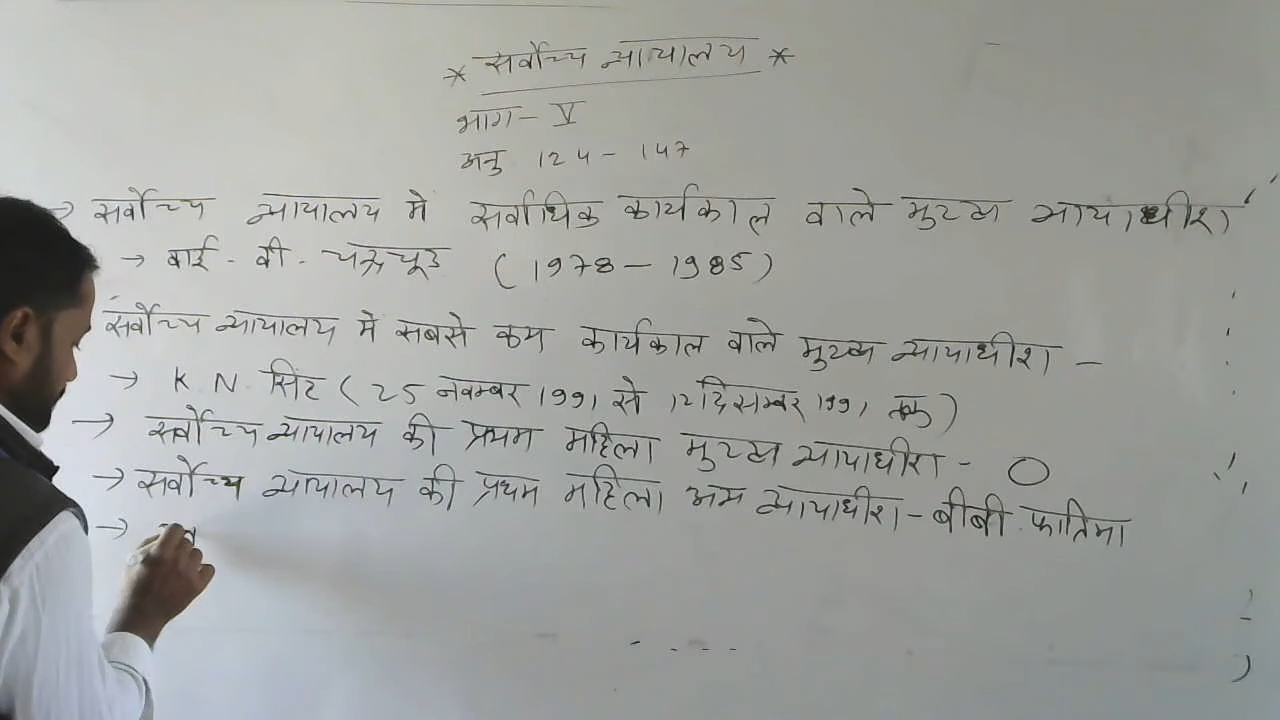 * सर्वोच्च न्यायालय *
भाग - V
अनु 124 - 147
→ सर्वोच्च न्यायालय मे सर्वाधिक कार्यकाल वाले मुख्य न्यायाधीश
→ वाई - वी - चन्द्रचूड (1978 - 1985)
सर्वोच्च न्यायालय मे सबसे कम कार्यकाल वाले मुख्य न्यायाधीश -
→ K N सिंह (25 नवम्बर 1991 से 12 दिसम्बर 1991 तक)
→ सर्वोच्च न्यायालय की प्रथम महिला मुख्य न्यायाधीश - O
→ सर्वोच्च न्यायालय की प्रथम महिला अन्य न्यायाधीश - बीबी फातिमा
→